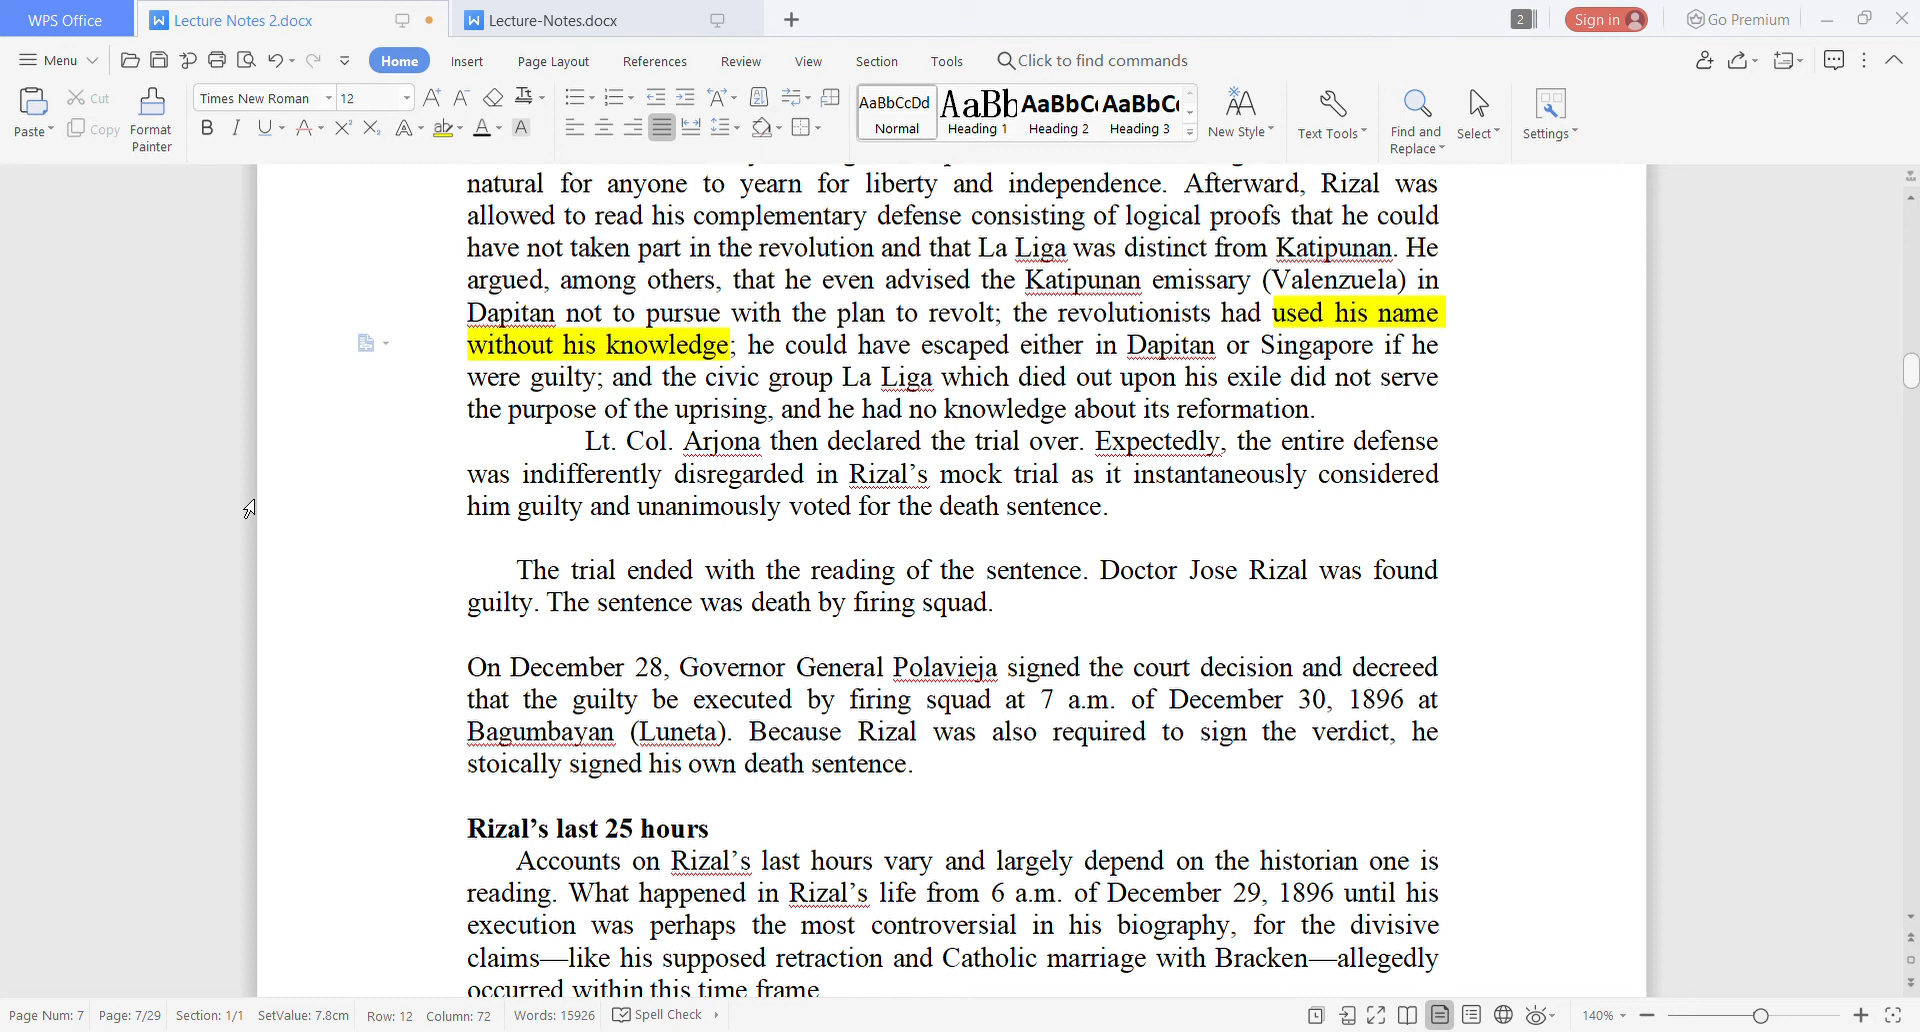 WPS Office
Lecture Notes 2.docx
Lecture-Notes.docx
2
Sign in
Go Premium
Menu
Home
Insert
Page Layout
References
Review
View
Section
Tools
Click to find commands
Paste
Cut
Copy
Format Painter
Times New Roman
12
AaBbCcDd
Normal
AaBb
Heading 1
AaBbC
Heading 2
AaBbC
Heading 3
New Style
Text Tools
Find and Replace
Select
Settings
natural for anyone to yearn for liberty and independence. Afterward, Rizal was
allowed to read his complementary defense consisting of logical proofs that he could
have not taken part in the revolution and that La Liga was distinct from Katipunan. He
argued, among others, that he even advised the Katipunan emissary (Valenzuela) in
Dapitan not to pursue with the plan to revolt; the revolutionists had used his name
without his knowledge; he could have escaped either in Dapitan or Singapore if he
were guilty; and the civic group La Liga which died out upon his exile did not serve
the purpose of the uprising, and he had no knowledge about its reformation.
Lt. Col. Arjona then declared the trial over. Expectedly, the entire defense
was indifferently disregarded in Rizal’s mock trial as it instantaneously considered
him guilty and unanimously voted for the death sentence.
The trial ended with the reading of the sentence. Doctor Jose Rizal was found
guilty. The sentence was death by firing squad.
On December 28, Governor General Polavieja signed the court decision and decreed
that the guilty be executed by firing squad at 7 a.m. of December 30, 1896 at
Bagumbayan (Luneta). Because Rizal was also required to sign the verdict, he
stoically signed his own death sentence.
Rizal’s last 25 hours
Accounts on Rizal’s last hours vary and largely depend on the historian one is
reading. What happened in Rizal’s life from 6 a.m. of December 29, 1896 until his
execution was perhaps the most controversial in his biography, for the divisive
claims—like his supposed retraction and Catholic marriage with Bracken—allegedly
occurred within this time frame
Page Num: 7
Page: 7/29
Section: 1/1
SetValue: 7.8cm
Row: 12
Column: 72
Words: 15926
Spell Check
140%